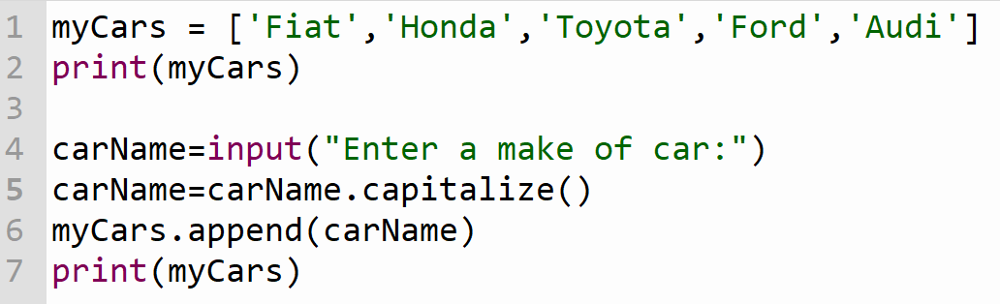 1 myCars = ['Fiat','Honda','Toyota','Ford','Audi']
2 print(myCars)
3
4 carName=input("Enter a make of car:")
5 carName=carName.capitalize()
6 myCars.append(carName)
7 print(myCars)